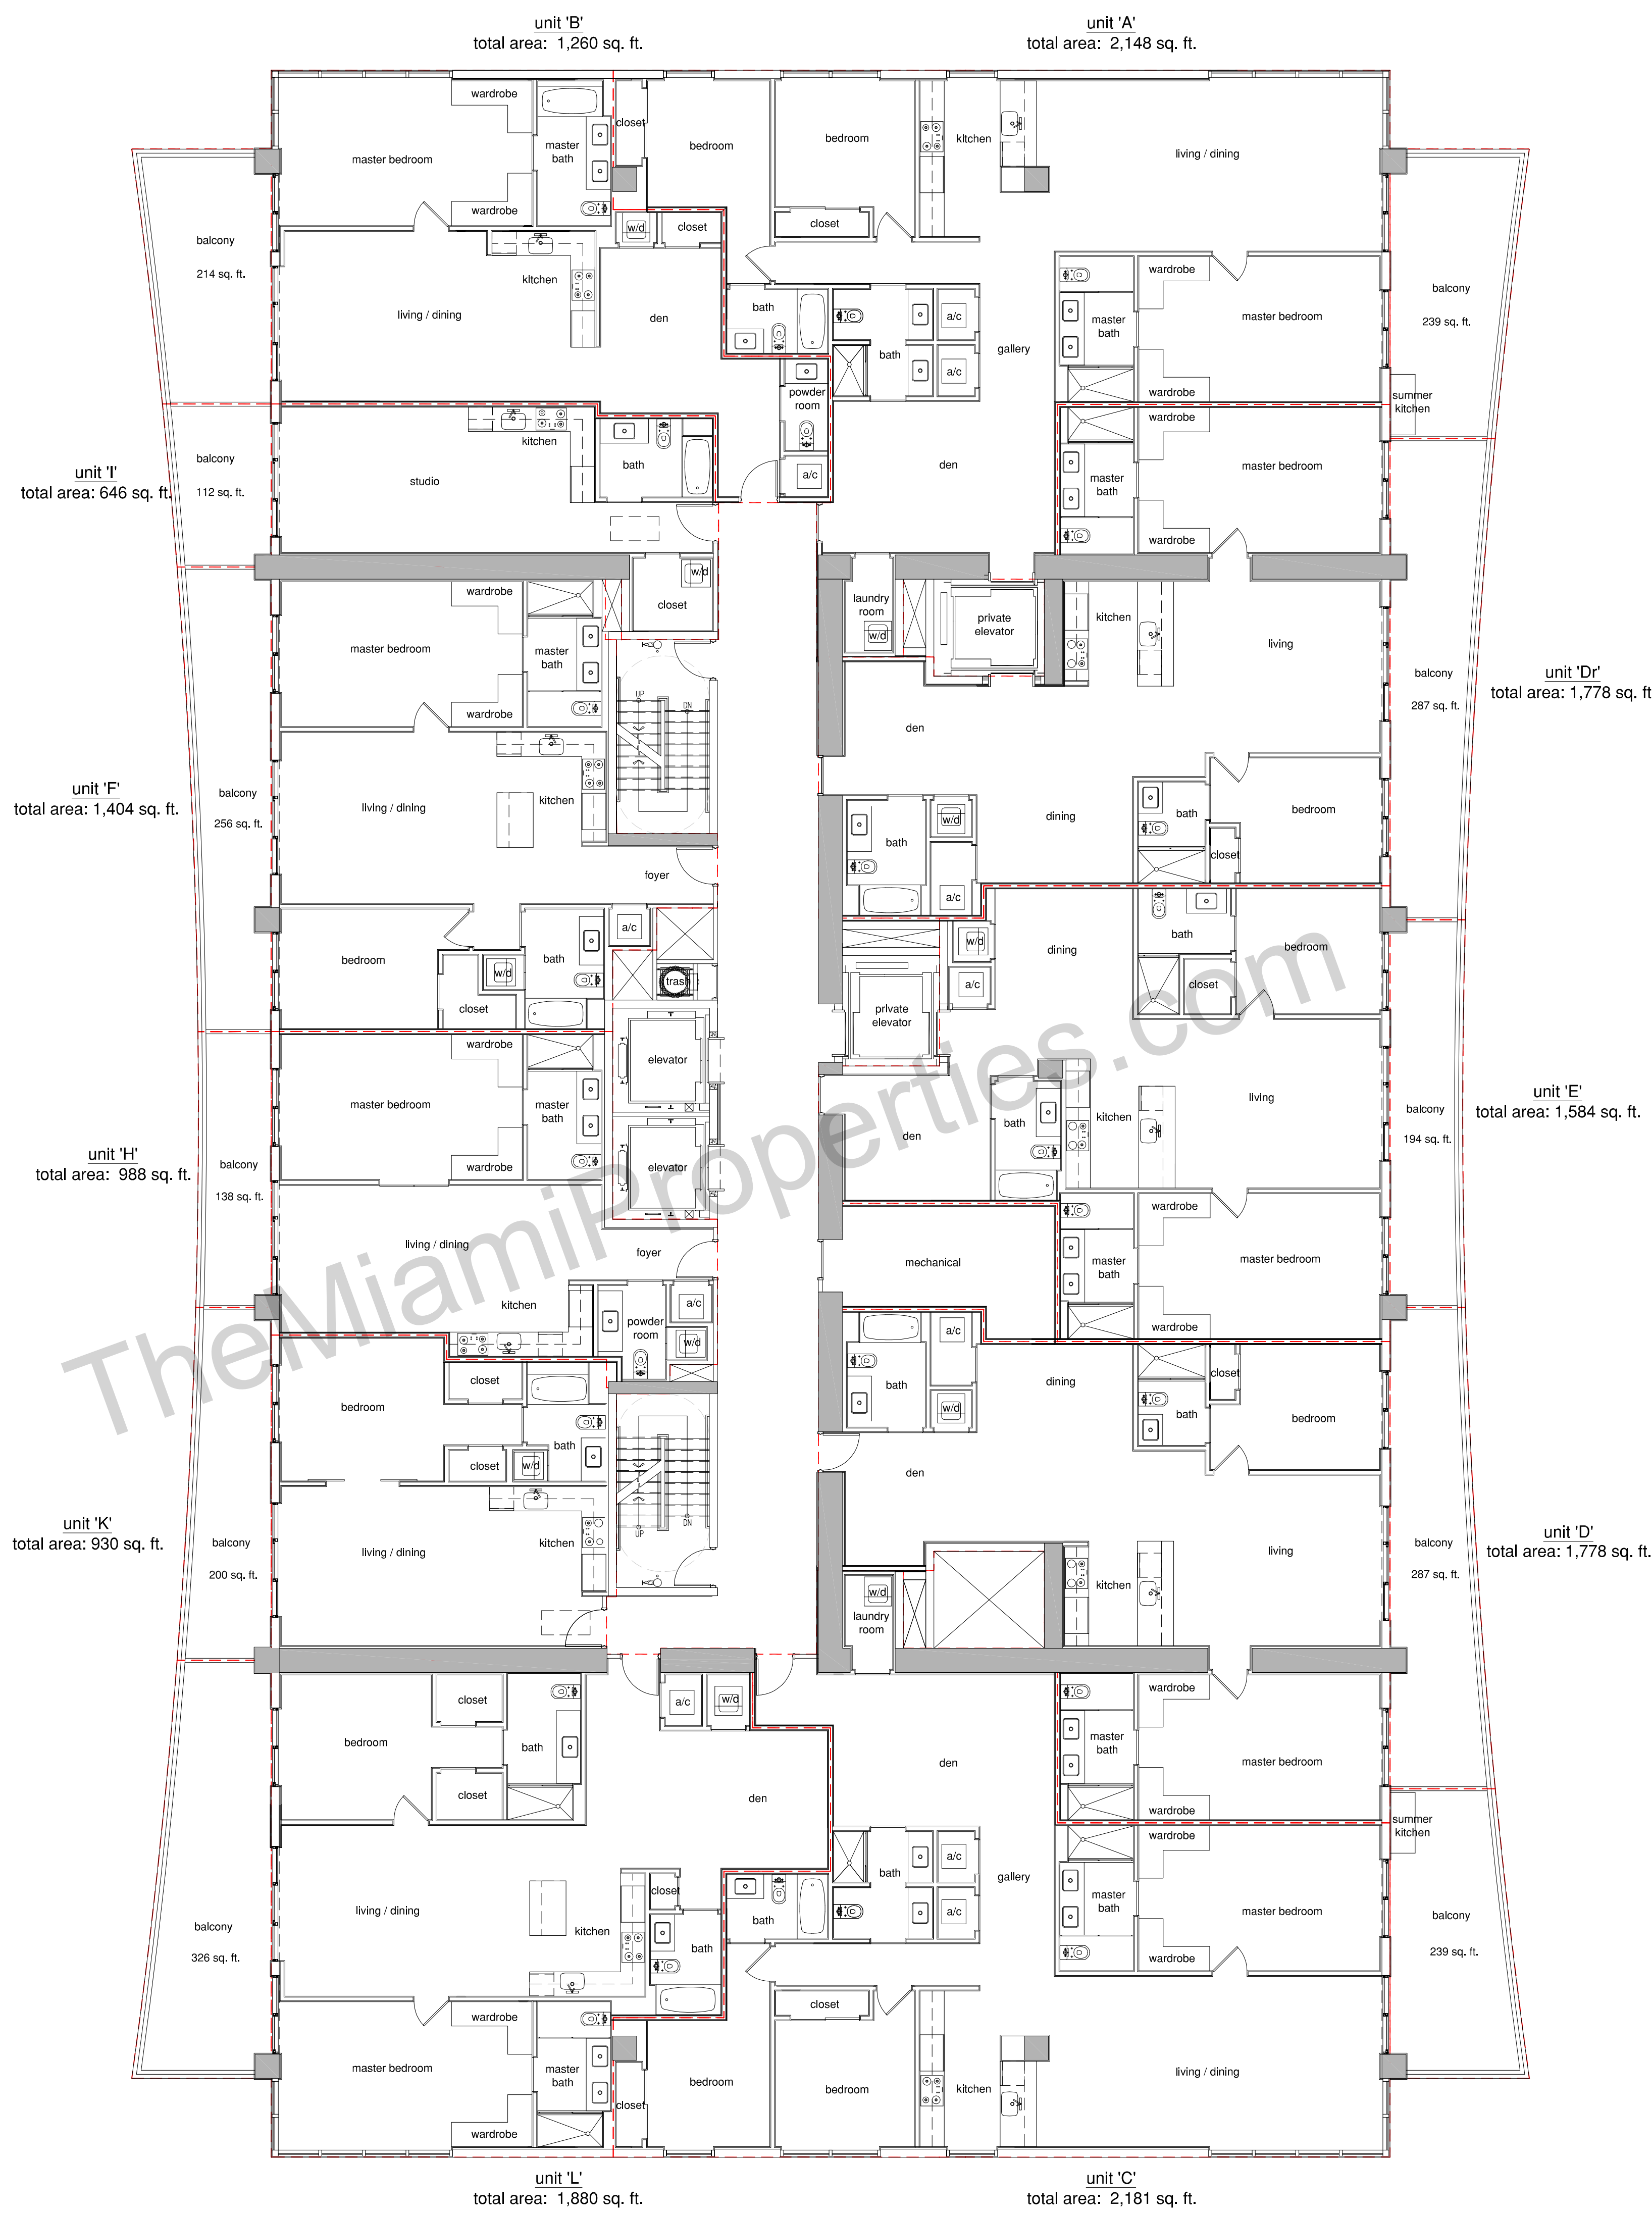 unit 'B'
total area: 1,260 sq. ft.
unit 'A'
total area: 2,148 sq. ft.
wardrobe
master bedroom
wardrobe
master
bath
closet
bedroom
bedroom
closet
kitchen
living / dining
balcony
214 sq. ft.
w/d
closet
kitchen
living / dining
den
bath
bath
a/c
a/c
gallery
master
bath
wardrobe
master bedroom
wardrobe
balcony
239 sq. ft.
summer
kitchen
powder
room
a/c
den
unit 'I'
total area: 646 sq. ft.
balcony
112 sq. ft.
studio
kitchen
bath
w/d
closet
wardrobe
master bedroom
wardrobe
master
bath
laundry
room
w/d
private
elevator
kitchen
living
balcony
287 sq. ft.
unit 'Dr'
total area: 1,778 sq. ft.
wardrobe
master bedroom
wardrobe
master
bath
UP
DN
den
unit 'F'
total area: 1,404 sq. ft.
balcony
256 sq. ft.
living / dining
kitchen
foyer
bath
w/d
a/c
dining
bath
closet
bedroom
bedroom
closet
w/d
bath
a/c
trash
w/d
a/c
dining
bath
closet
bedroom
private
elevator
elevator
elevator
wardrobe
master bedroom
wardrobe
master
bath
den
bath
kitchen
living
balcony
194 sq. ft.
unit 'E'
total area: 1,584 sq. ft.
unit 'H'
total area: 988 sq. ft.
balcony
138 sq. ft.
living / dining
foyer
kitchen
powder
room
a/c
w/d
mechanical
master
bath
wardrobe
master bedroom
wardrobe
TheMiamiProperties.com
bedroom
closet
closet
w/d
bath
bath
a/c
w/d
dining
bath
closet
bedroom
den
unit 'K'
total area: 930 sq. ft.
balcony
200 sq. ft.
living / dining
kitchen
UP
DN
laundry
room
w/d
kitchen
living
balcony
287 sq. ft.
unit 'D'
total area: 1,778 sq. ft.
bedroom
closet
closet
bath
a/c
w/d
den
den
master
bath
wardrobe
master bedroom
wardrobe
summer
kitchen
balcony
326 sq. ft.
living / dining
kitchen
closet
bath
bath
bath
a/c
a/c
gallery
wardrobe
master
bath
master bedroom
wardrobe
balcony
239 sq. ft.
wardrobe
master bedroom
wardrobe
master
bath
closet
bedroom
closet
bedroom
kitchen
living / dining
unit 'L'
total area: 1,880 sq. ft.
unit 'C'
total area: 2,181 sq. ft.